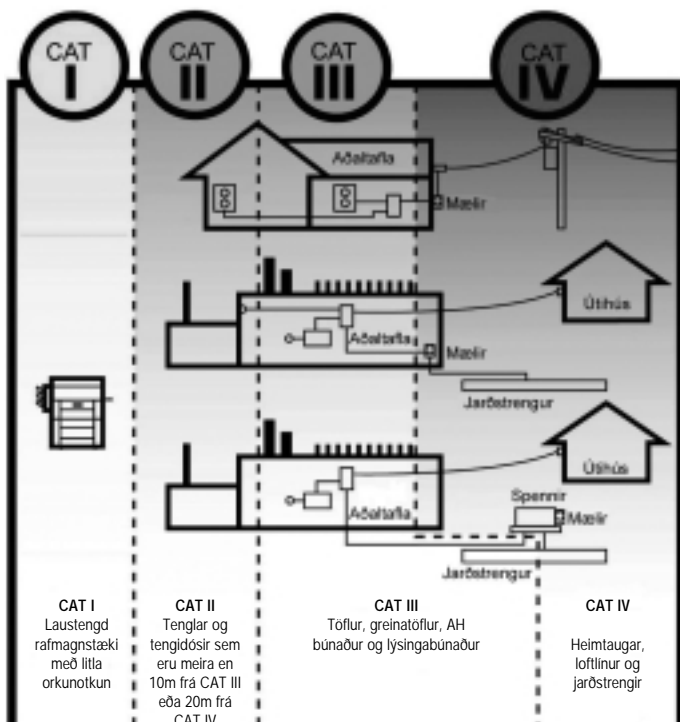 CAT
I
CAT
II
CAT
III
CAT
IV
Aðaltafla
Mælir
Útihús
Aðaltafla
Mælir
Jarðstrengur
Útihús
Spennir
Aðaltafla
Mælir
Jarðstrengur
CAT I
Laustengd
rafmagnstæki
með litla
orkunotkun
CAT II
Tenglar og
tengidósir sem
eru meira en
10m frá CAT III
eða 20m frá
CAT IV
CAT III
Töflur, greinatöflur, AH
búnaður og lýsingabúnaður
CAT IV
Heimtaugar,
loftlínur og
jarðstrengir